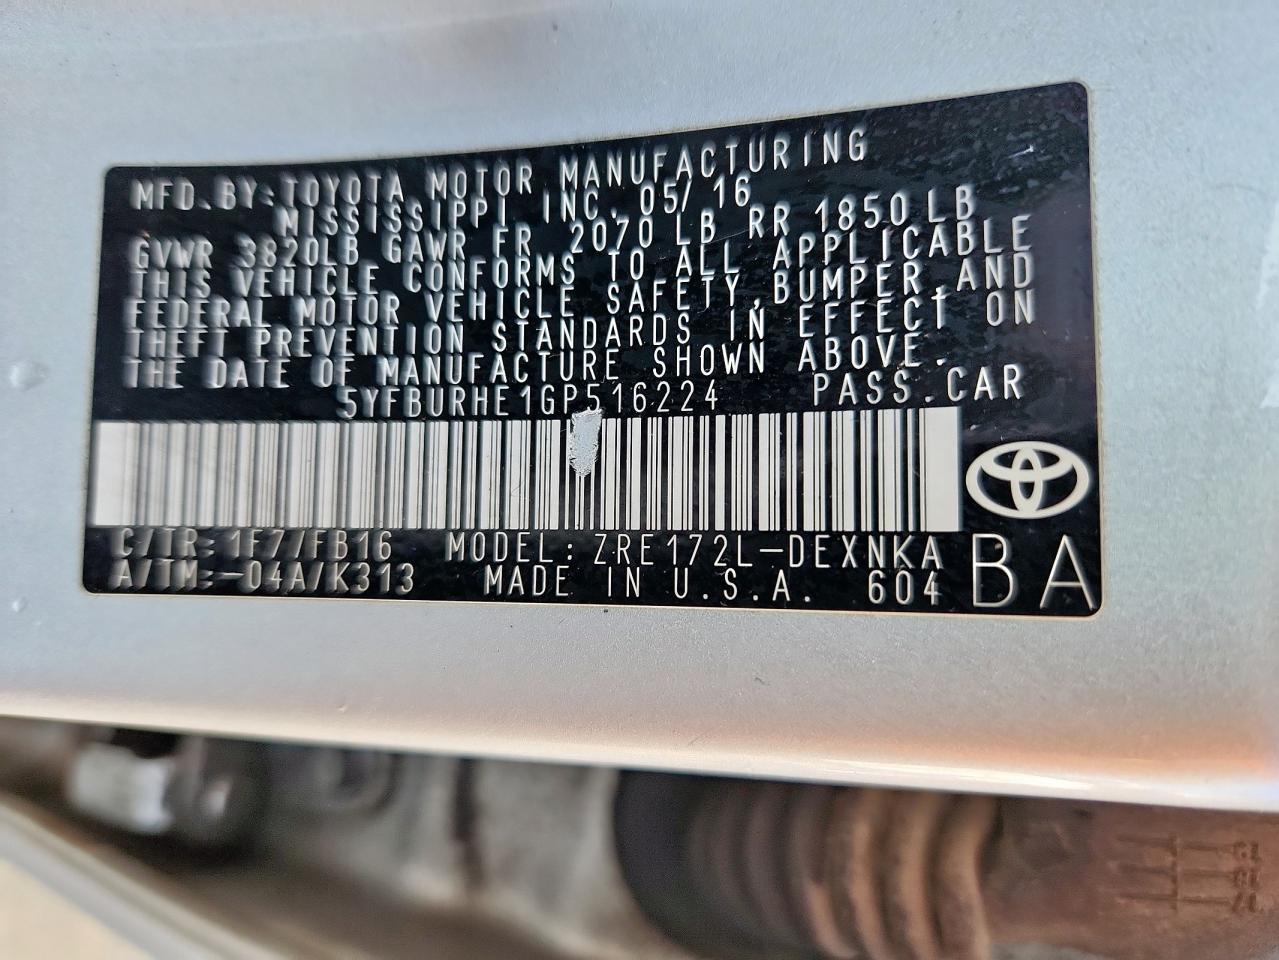 MFD.BY:TOYOTA MOTOR MANUFACTURING
MISSISSIPPI INC.05/16
GVWR 3820LB GAWR FR 2070 LB RR 1850 LB
THIS VEHICLE CONFORMS TO ALL APPLICABLE
FEDERAL MOTOR VEHICLE SAFETY,BUMPER,AND
THEFT PREVENTION STANDARDS IN EFFECT ON
THE DATE OF MANUFACTURE SHOWN ABOVE.
5YFBURHE1GP516224 PASS.CAR
C/TR:1F7/FB16 MODEL:ZRE172L-DEXNKA
A/TM:-04A/K313 MADE IN U.S.A. 604
BA